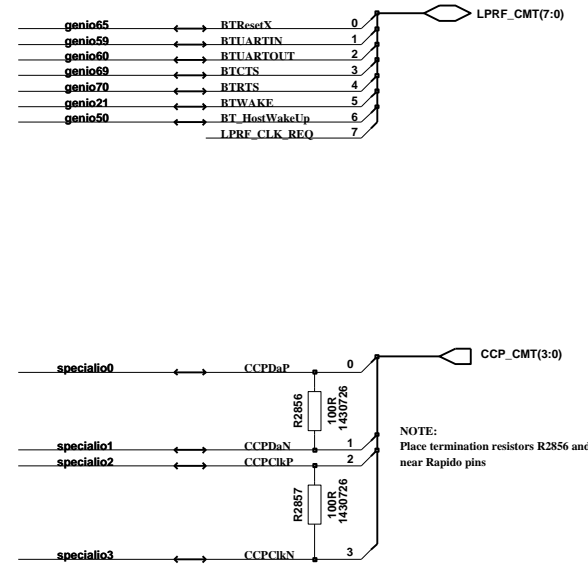 LPRF_CMT(7:0)
genio65 BTResetX 0
genio59 BTUARTIN 1
genio60 BTUARTOUT 2
genio69 BTCTS 3
genio70 BTRTS 4
genio21 BTWAKE 5
genio50 BT_HostWakeUp 6
LPRF_CLK_REQ 7
CCP_CMT(3:0)
specialio0 CCPDaP 0
R2856 100R 1430726
NOTE:
Place termination resistors R2856 and
near Rapido pins
specialio1 CCPDaN 1
specialio2 CCPClkP 2
R2857 100R 1430726
specialio3 CCPClkN 3